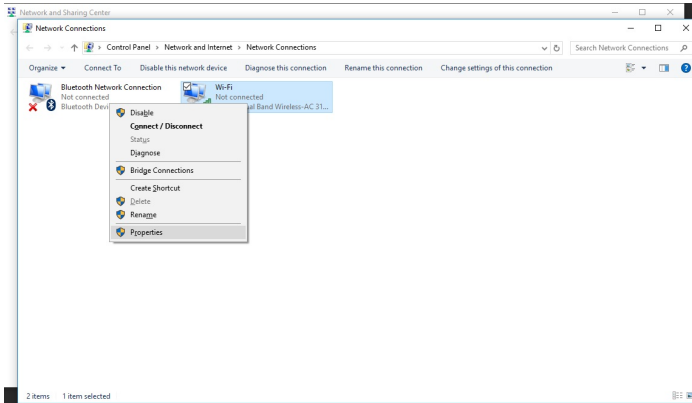 Network and Sharing Center
Network Connections
Control Panel > Network and Internet > Network Connections
Search Network Connections
Organize Connect To Disable this network device Diagnose this connection Rename this connection Change settings of this connection
Bluetooth Network Connection
Not connected
Bluetooth Devi
Wi-Fi
Not connected
al Band Wireless-AC 31...
Disable
Connect / Disconnect
Status
Diagnose
Bridge Connections
Create Shortcut
Delete
Rename
Properties
2 items 1 item selected